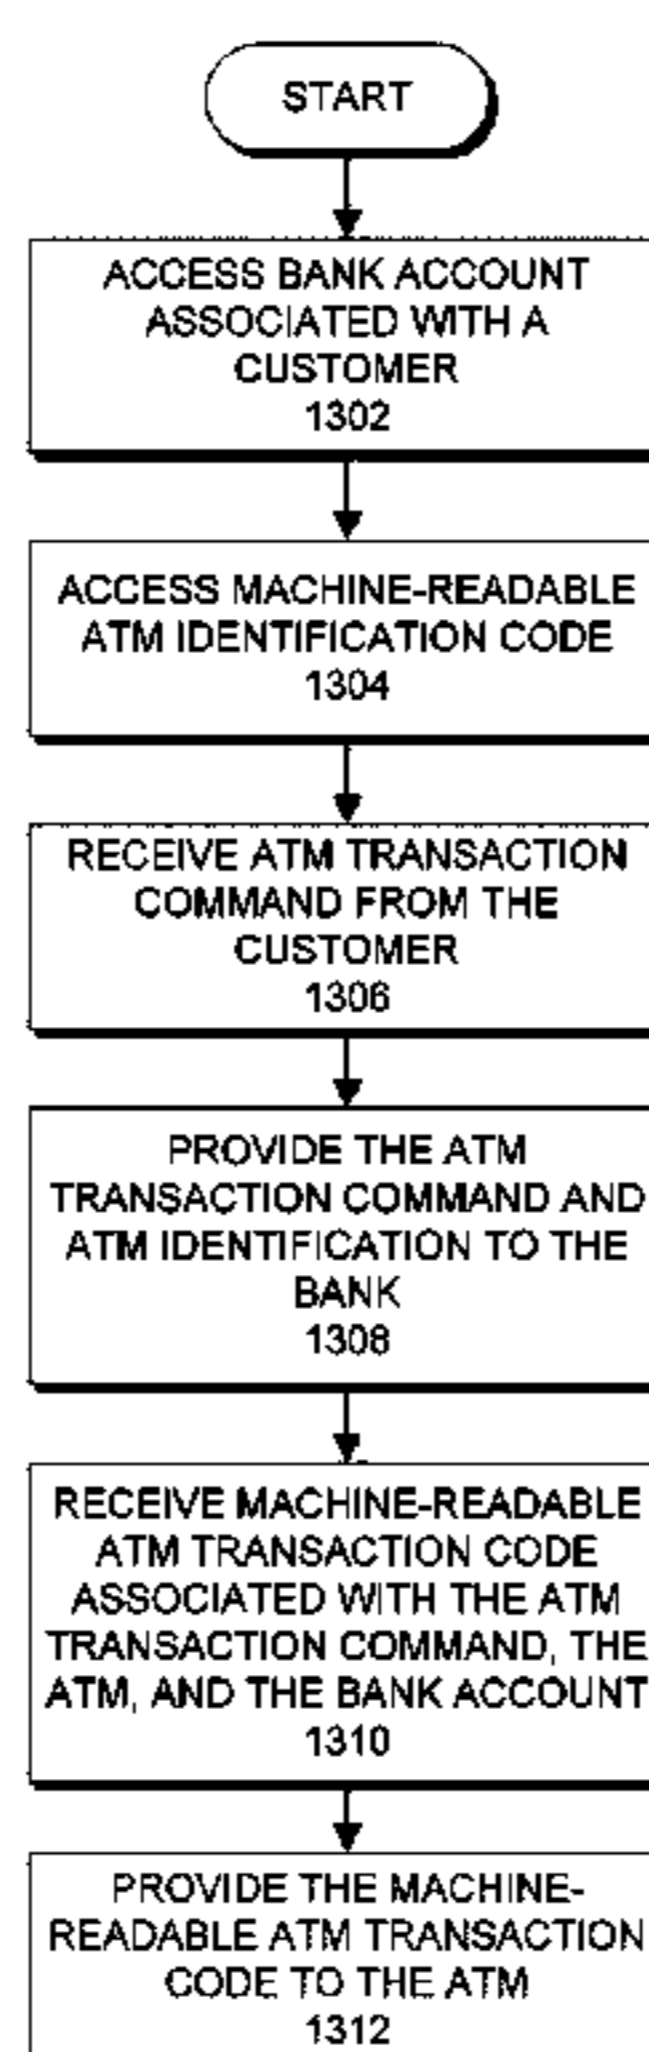 START
ACCESS BANK ACCOUNT
ASSOCIATED WITH A
CUSTOMER
1302
ACCESS MACHINE-READABLE
ATM IDENTIFICATION CODE
1304
RECEIVE ATM TRANSACTION
COMMAND FROM THE
CUSTOMER
1306
PROVIDE THE ATM
TRANSACTION COMMAND AND
ATM IDENTIFICATION TO THE
BANK
1308
RECEIVE MACHINE-READABLE
ATM TRANSACTION CODE
ASSOCIATED WITH THE ATM
TRANSACTION COMMAND, THE
ATM, AND THE BANK ACCOUNT
1310
PROVIDE THE MACHINE-
READABLE ATM TRANSACTION
CODE TO THE ATM
1312